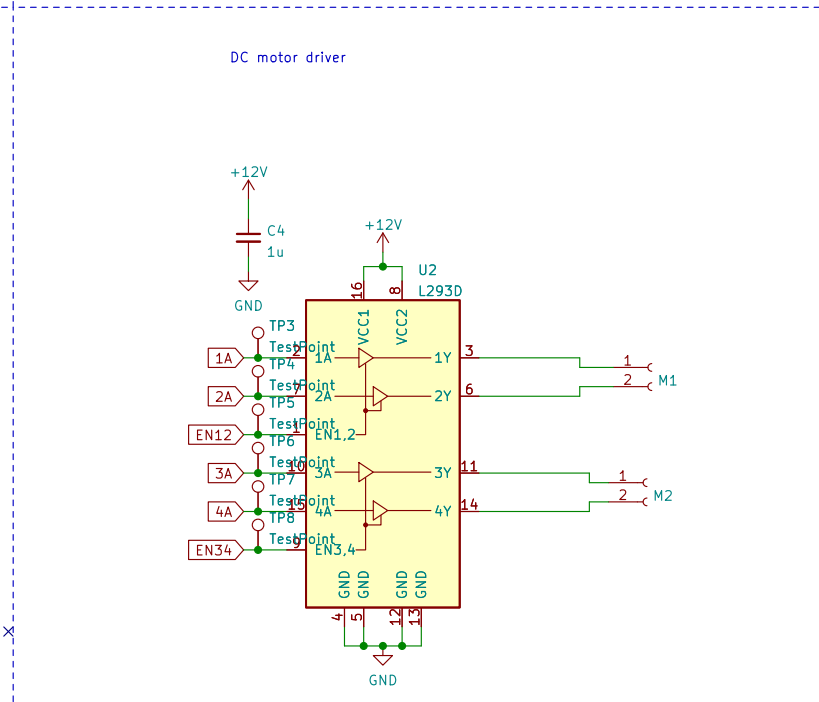 DC motor driver
+12V
C4
1u
GND
+12V
U2
L293D
16
8
VCC1
VCC2
TP3
TestPoint
1A
2
1A
1Y
3
1
2
M1
TP4
TestPoint
2A
7
2A
2Y
6
TP5
TestPoint
EN12
1
EN1,2
TP6
TestPoint
3A
10
3A
3Y
11
1
2
M2
TP7
TestPoint
4A
15
4A
4Y
14
TP8
TestPoint
EN34
9
EN3,4
GND
GND
GND
GND
4
5
12
13
GND